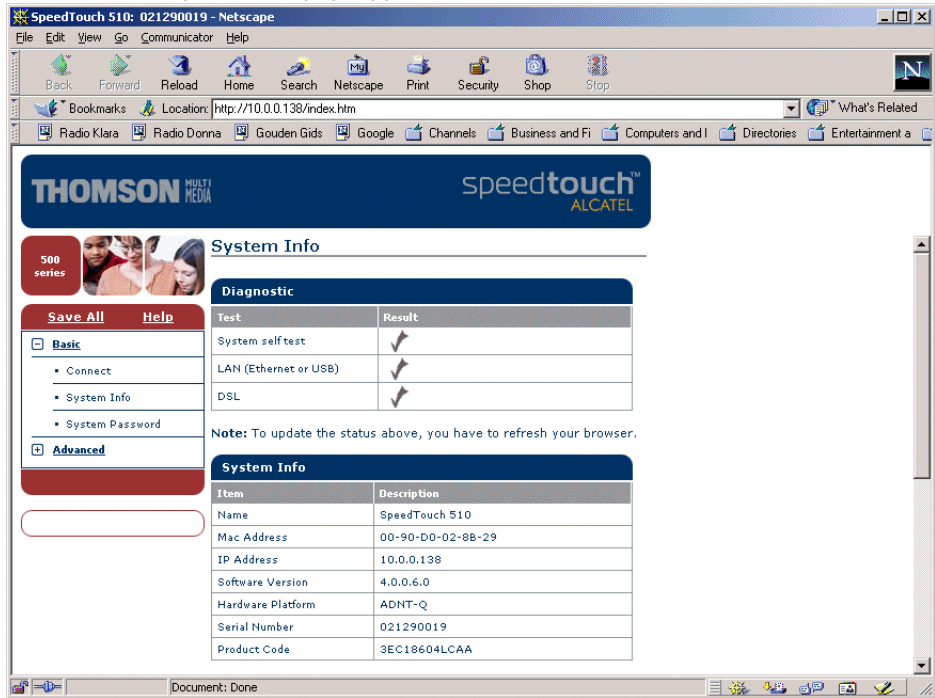 SpeedTouch 510: 021290019 - Netscape
File Edit View Go Communicator Help
Back Forward Reload Home Search Netscape Print Security Shop Stop
My
N
Bookmarks Location: http://10.0.0.138/index.htm What's Related
Radio Klara Radio Donna Gouden Gids Google Channels Business and Fi Computers and I Directories Entertainment a
THOMSON MULTI MEDIA
speedtouch™
ALCATEL
500 series
System Info
Save All Help
Basic
Connect
System Info
System Password
Advanced
Diagnostic
Test Result
System self test
LAN (Ethernet or USB)
DSL
Note: To update the status above, you have to refresh your browser.
System Info
Item Description
Name SpeedTouch 510
Mac Address 00-90-D0-02-8B-29
IP Address 10.0.0.138
Software Version 4.0.0.6.0
Hardware Platform ADNT-Q
Serial Number 021290019
Product Code 3EC18604LCAA
Document: Done